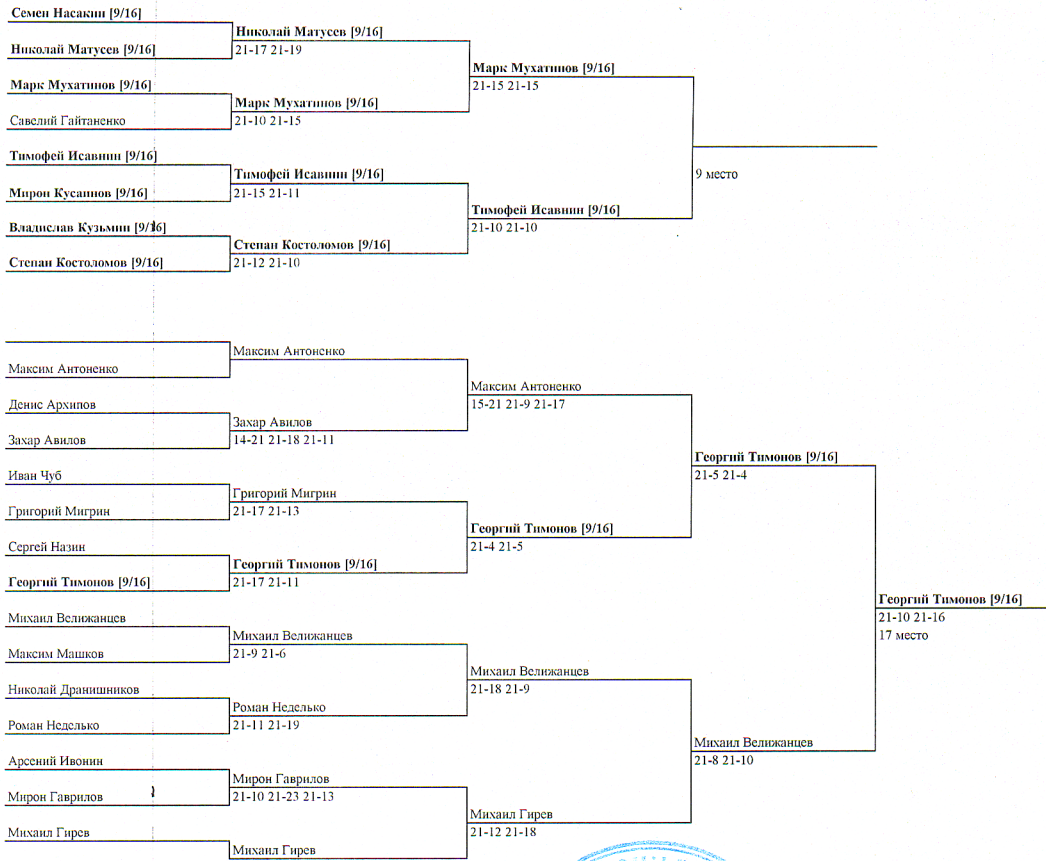 Семен Насакин [9/16]
Николай Матусев [9/16]
21-17 21-19
Николай Матусев [9/16]
Марк Мухатинов [9/16]
21-15 21-15
Марк Мухатинов [9/16]
Марк Мухатинов [9/16]
21-10 21-15
Савелий Гайтаненко
Тимофей Исавнин [9/16]
Тимофей Исавнин [9/16]
21-15 21-11
9 место
Мирон Кусаинов [9/16]
Тимофей Исавнин [9/16]
21-10 21-10
Владислав Кузьмин [9/16]
Степан Костоломов [9/16]
21-12 21-10
Степан Костоломов [9/16]
Максим Антоненко
Максим Антоненко
Максим Антоненко
15-21 21-9 21-17
Денис Архипов
Захар Авилов
14-21 21-18 21-11
Захар Авилов
Георгий Тимонов [9/16]
21-5 21-4
Иван Чуб
Григорий Мигрин
21-17 21-13
Григорий Мигрин
Георгий Тимонов [9/16]
21-4 21-5
Сергей Назин
Георгий Тимонов [9/16]
21-17 21-11
Георгий Тимонов [9/16]
Георгий Тимонов [9/16]
21-10 21-16
17 место
Михаил Велижанцев
Михаил Велижанцев
21-9 21-6
Максим Машков
Михаил Велижанцев
21-18 21-9
Николай Дранишников
Роман Неделько
21-11 21-19
Роман Неделько
Михаил Велижанцев
21-8 21-10
Арсений Ивонин
Мирон Гаврилов
21-10 21-23 21-13
Мирон Гаврилов
Михаил Гирев
21-12 21-18
Михаил Гирев
Михаил Гирев